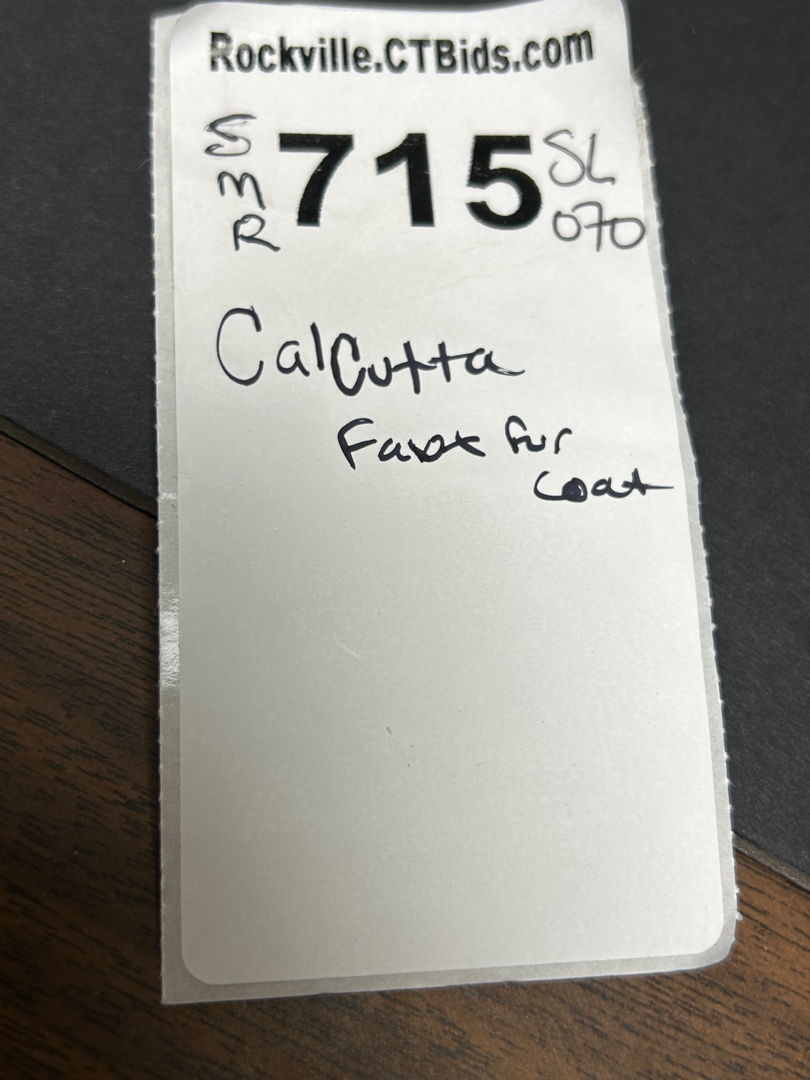 Rockville.CTBids.com
S M R 715 SL 070
Calcutta
Faux fur
coat